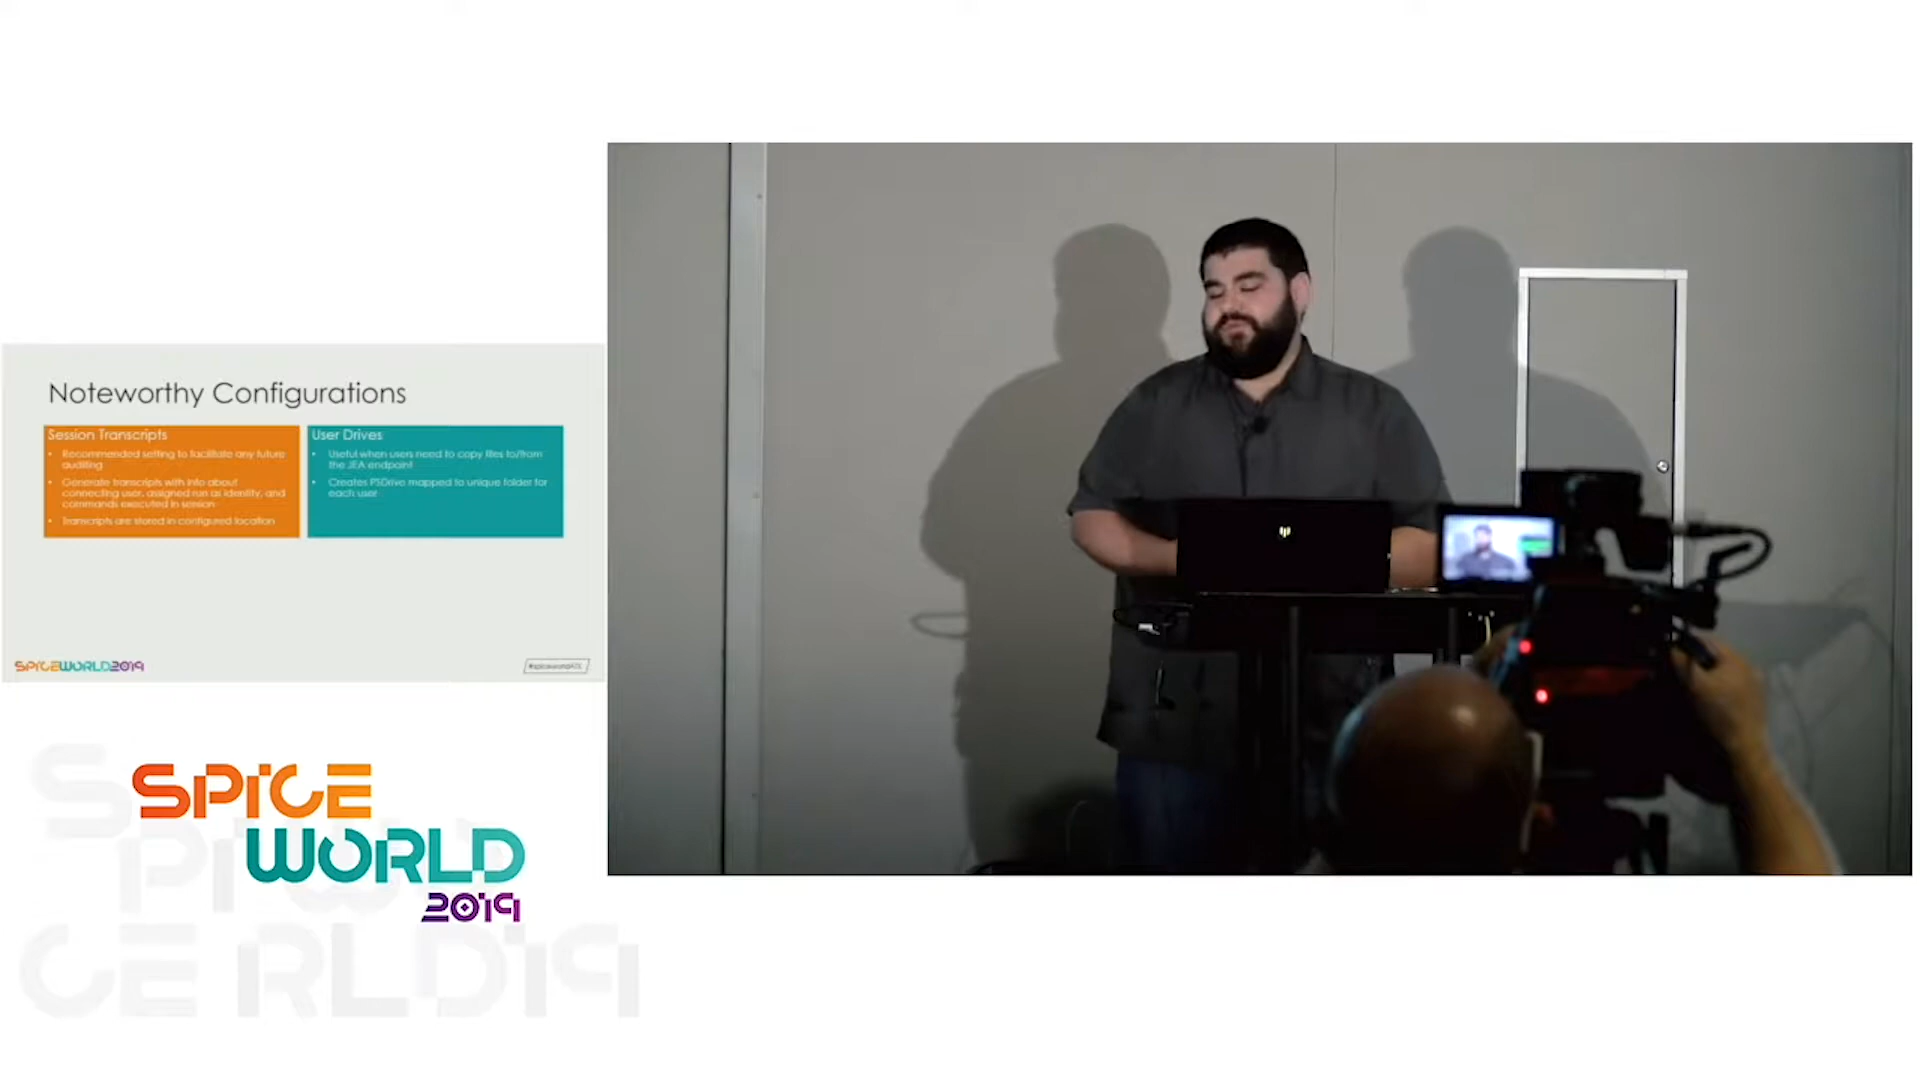 Noteworthy Configurations
Session Transcripts
• Recommended setting to facilitate any future
auditing
• Generate transcripts with info about
connecting user, assigned run as identity, and
commands executed in session
• Transcripts are stored in configured location
User Drives
• Useful when users need to copy files to/from
the JEA endpoint
• Creates PSDrive mapped to unique folder for
each user
SPICEWORLD2019
SPICE
WORLD
2019